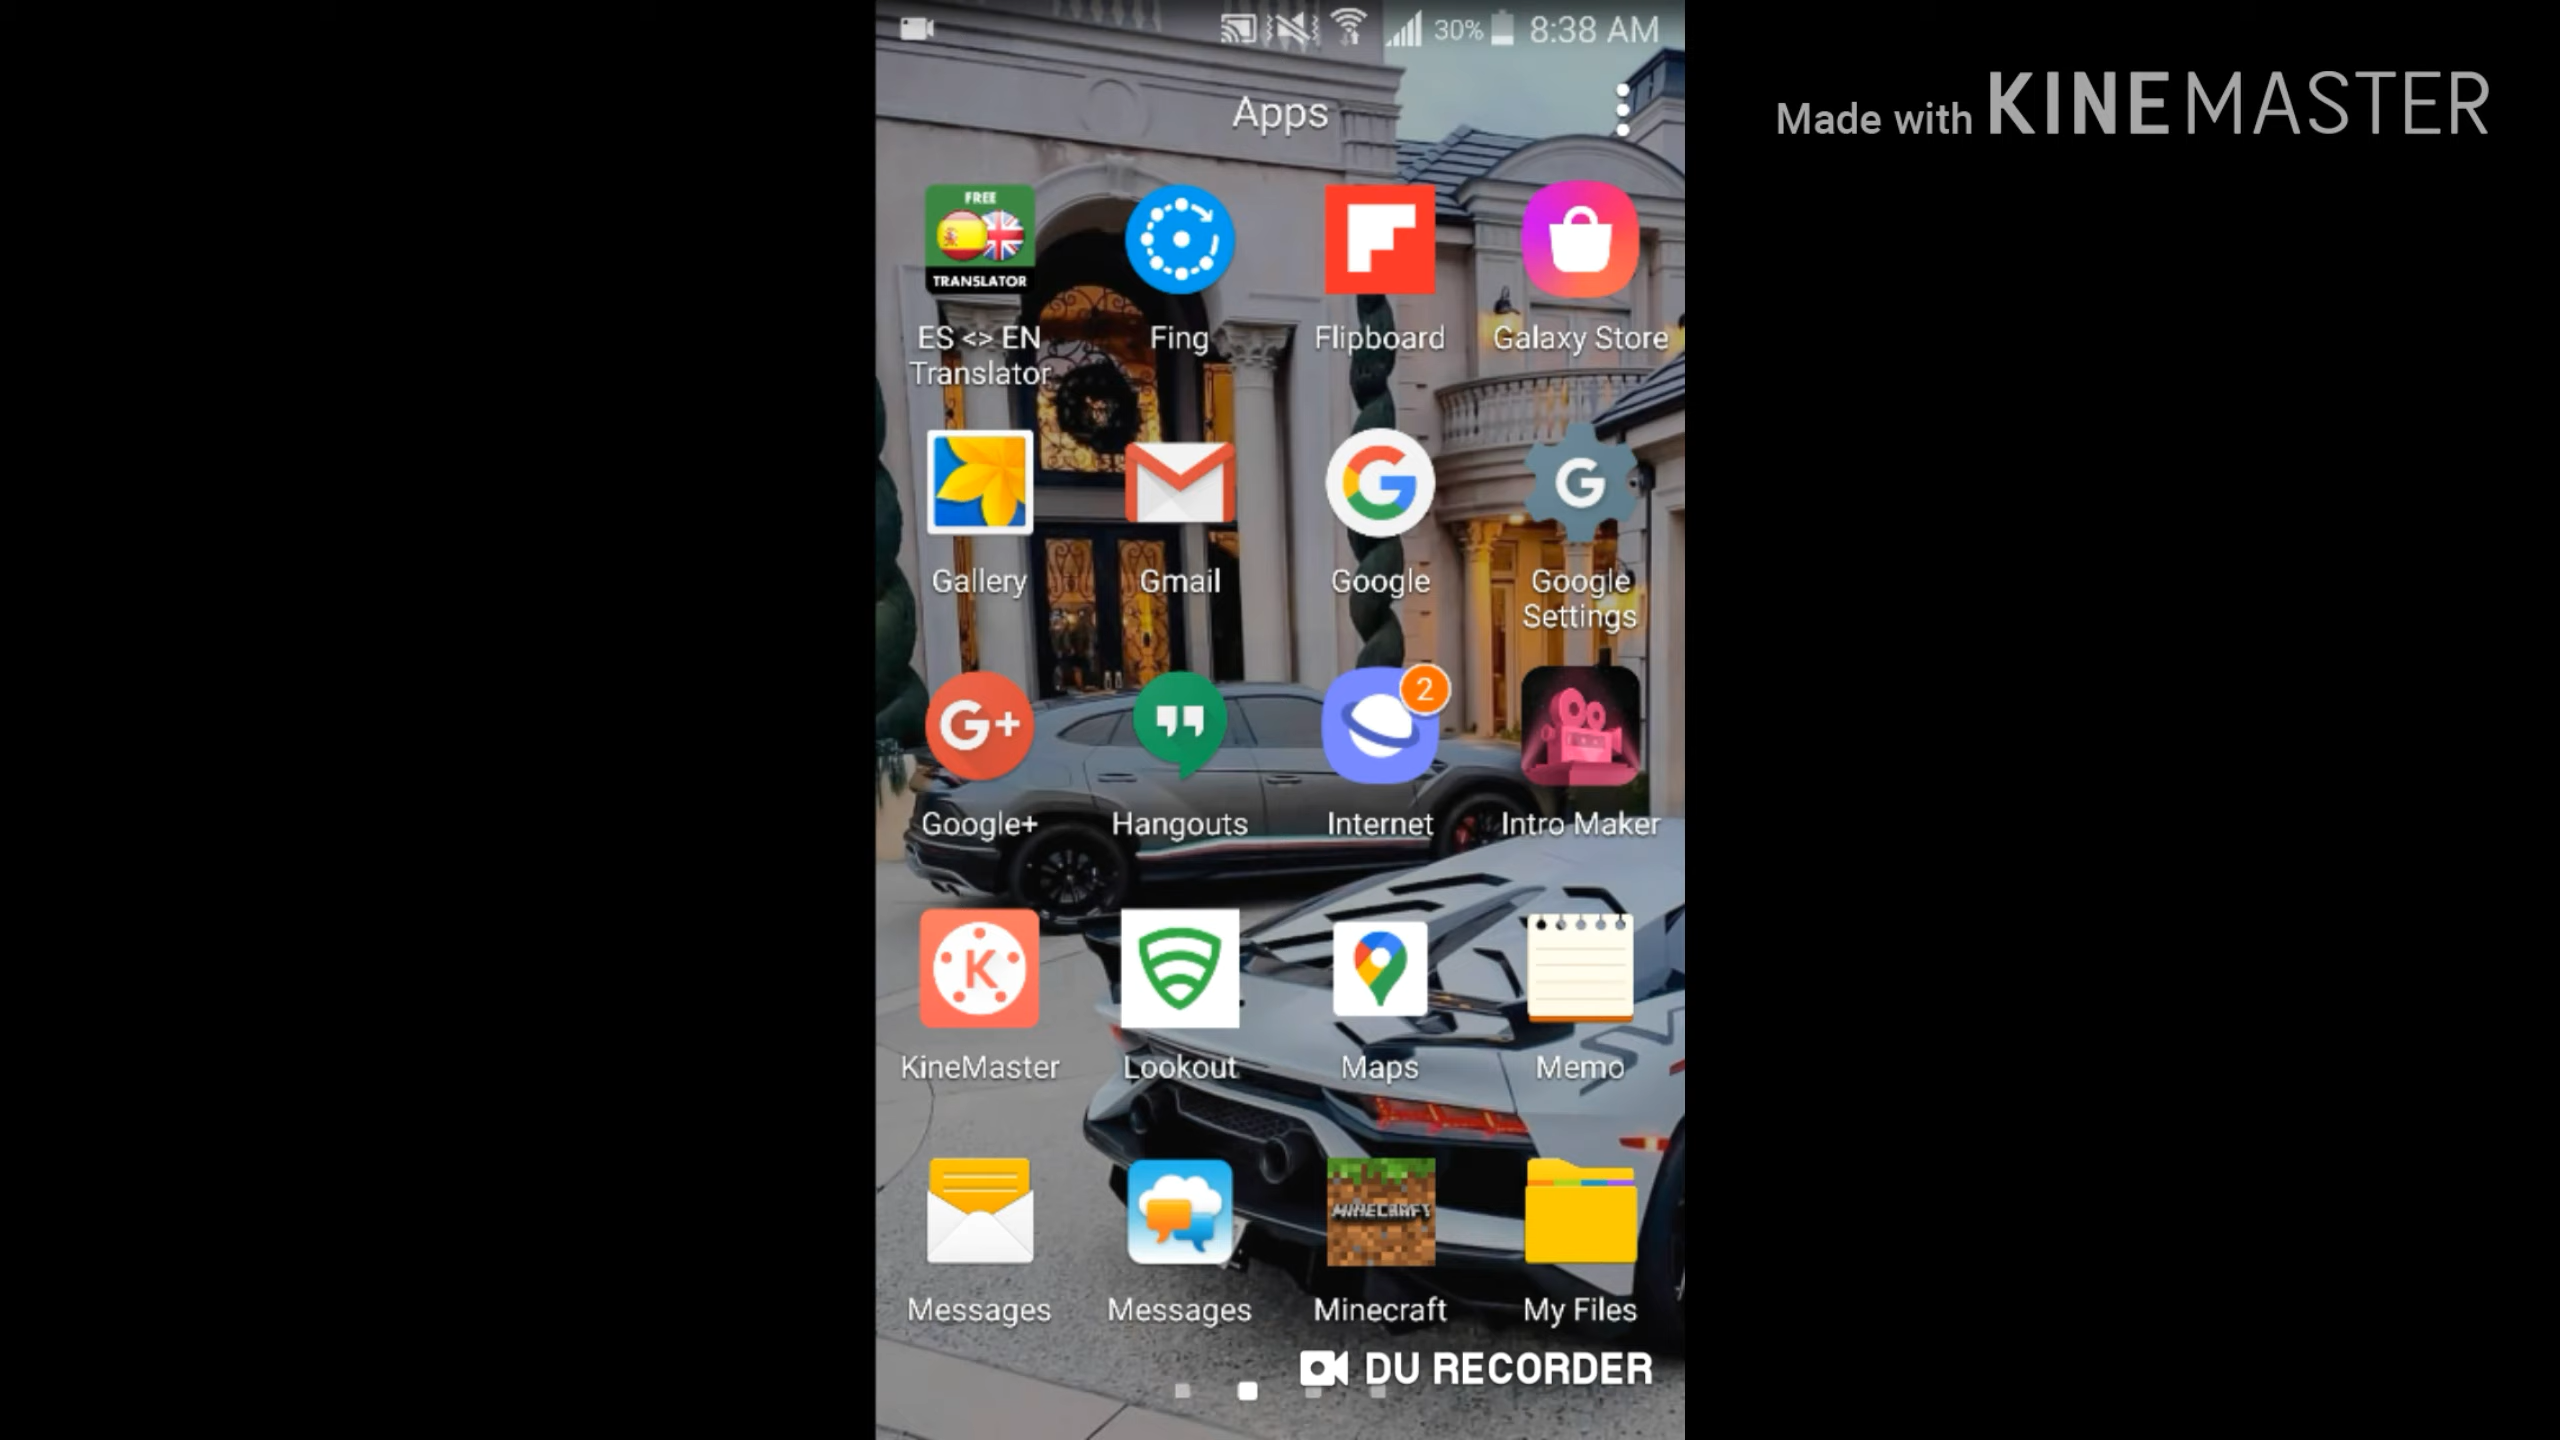 30% 8:38 AM
Made with KINEMASTER
Apps
FREE
TRANSLATOR
ES <> EN
Translator
Fing
Flipboard
Galaxy Store
Gallery
Gmail
Google
Google
Settings
G+
2
Google+
Hangouts
Internet
Intro Maker
K
KineMaster
Lookout
Maps
Memo
MINECRAFT
Messages
Messages
Minecraft
My Files
DU RECORDER